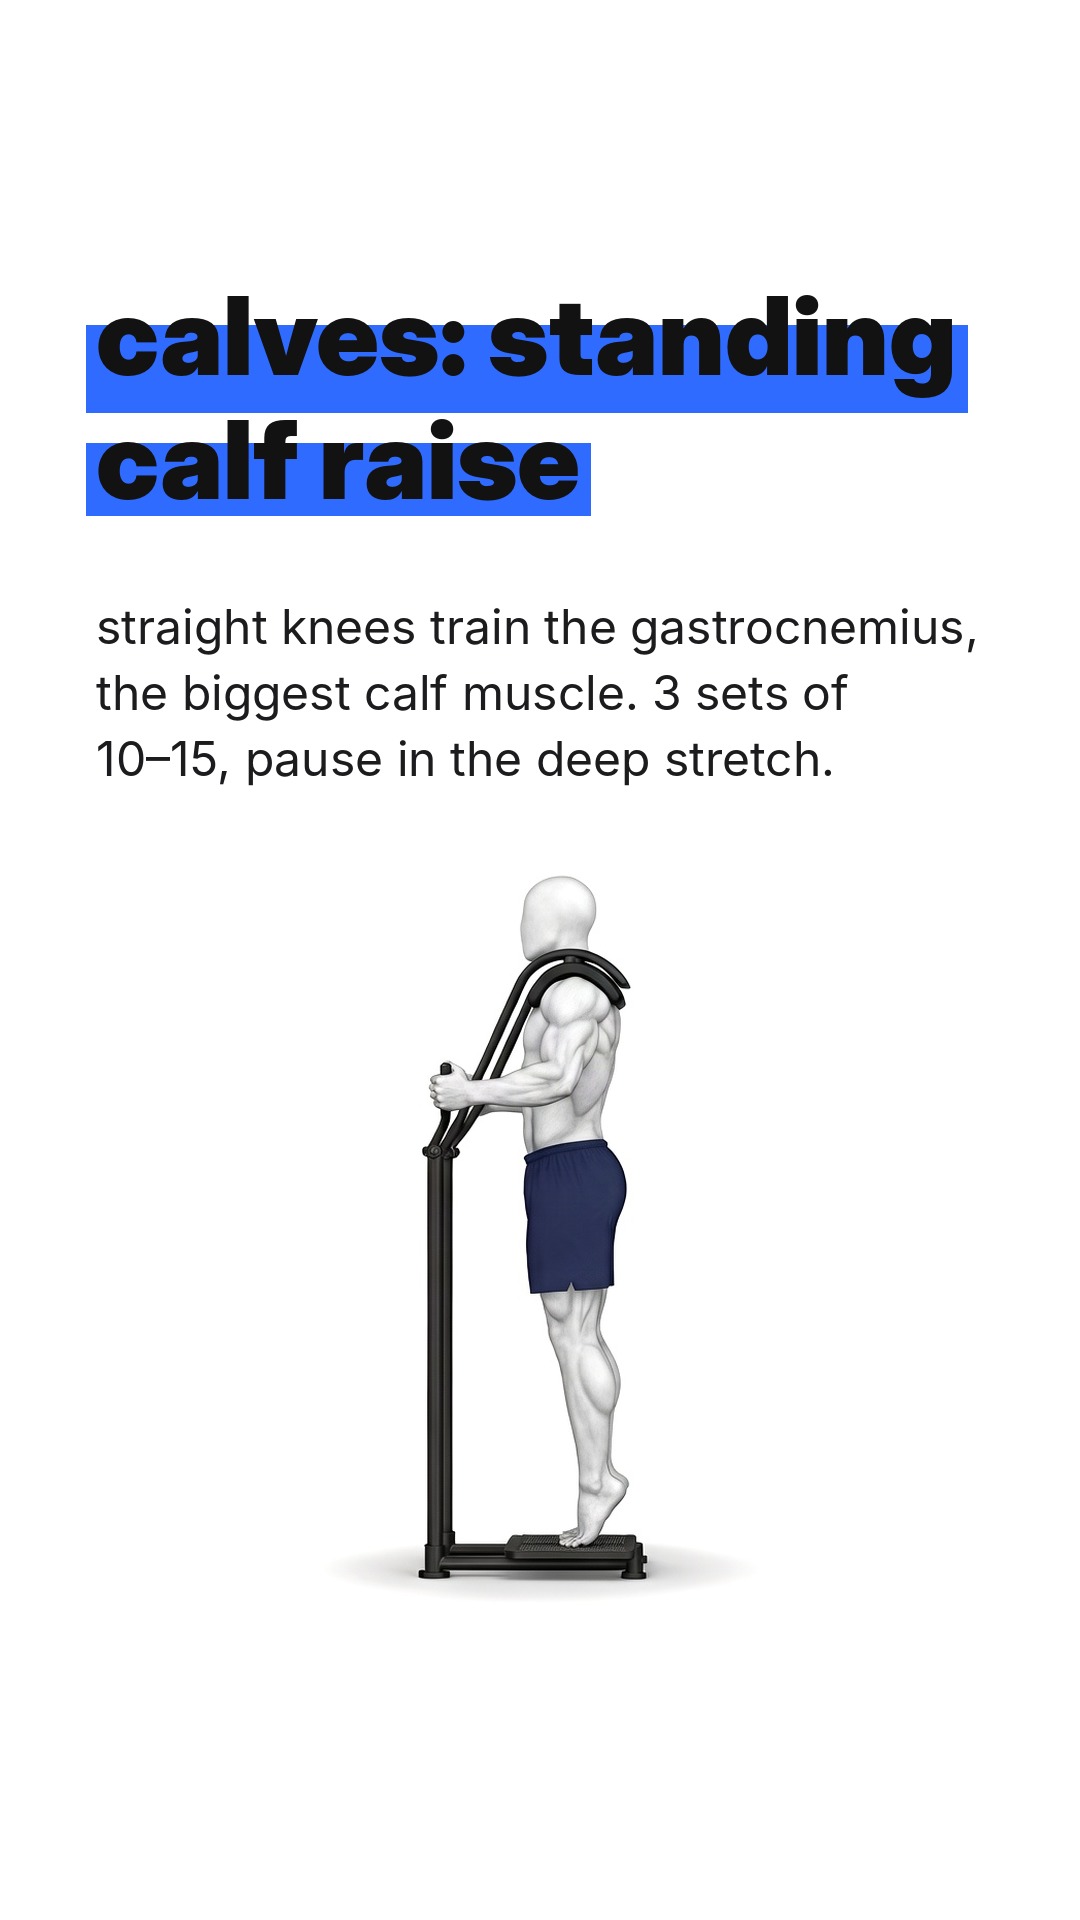 calves: standing
calf raise
straight knees train the gastrocnemius,
the biggest calf muscle. 3 sets of
10–15, pause in the deep stretch.